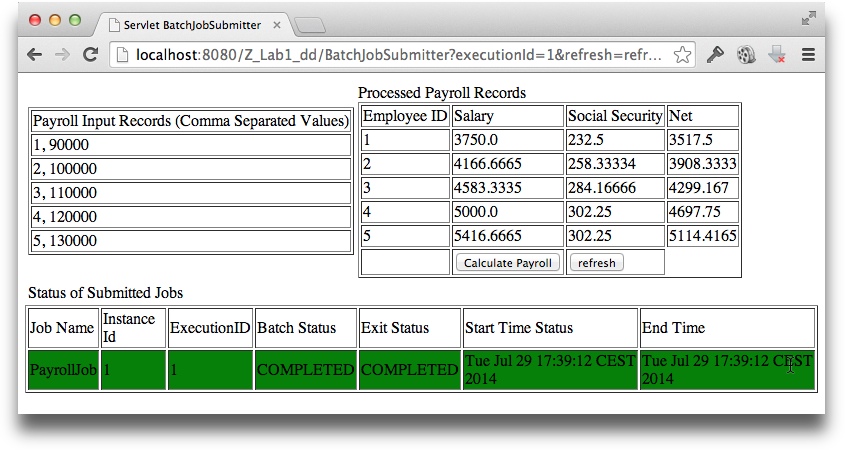 Servlet BatchJobSubmitter
localhost:8080/Z_Lab1_dd/BatchJobSubmitter?executionId=1&refresh=refr...
Payroll Input Records (Comma Separated Values)
1, 90000
2, 100000
3, 110000
4, 120000
5, 130000
Processed Payroll Records
Employee ID Salary Social Security Net
1 3750.0 232.5 3517.5
2 4166.6665 258.33334 3908.3333
3 4583.3335 284.16666 4299.167
4 5000.0 302.25 4697.75
5 5416.6665 302.25 5114.4165
Calculate Payroll refresh
Status of Submitted Jobs
Job Name Instance Id ExecutionID Batch Status Exit Status Start Time Status End Time
PayrollJob 1 1 COMPLETED COMPLETED Tue Jul 29 17:39:12 CEST 2014 Tue Jul 29 17:39:12 CEST 2014